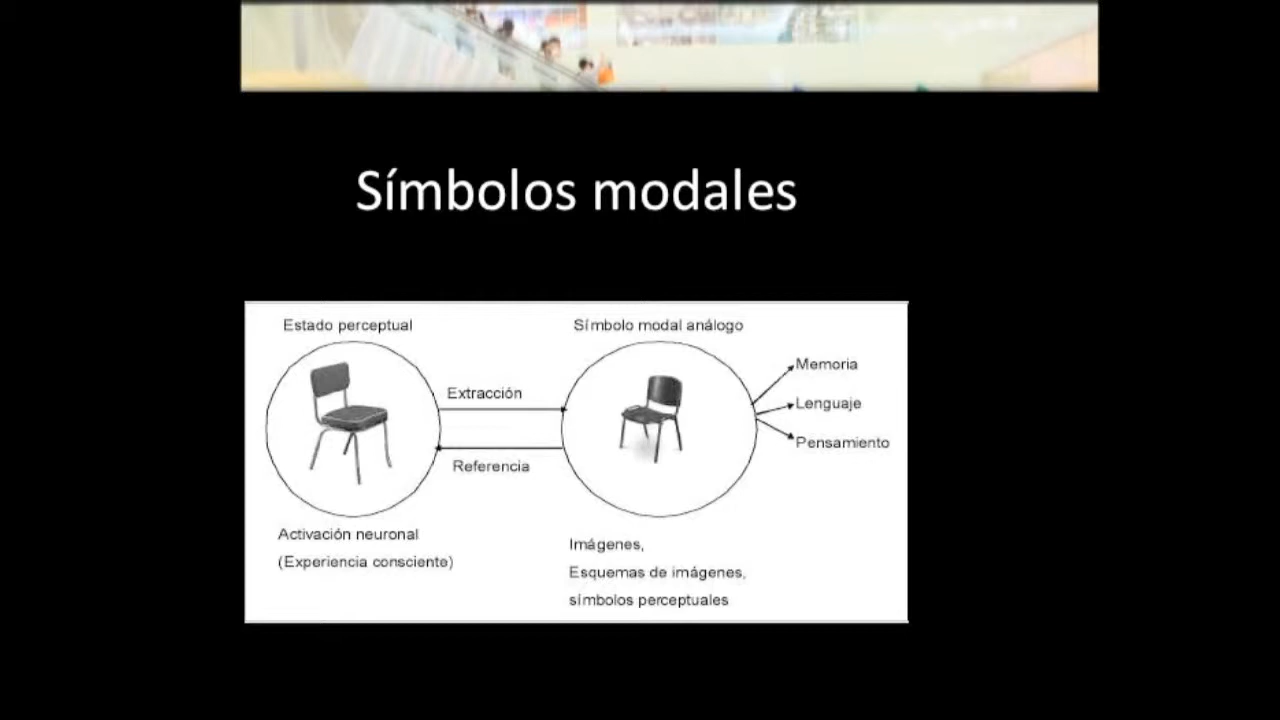 Símbolos modales
Estado perceptual
Símbolo modal análogo
Extracción
Referencia
Memoria
Lenguaje
Pensamiento
Activación neuronal
(Experiencia consciente)
Imágenes,
Esquemas de imágenes,
símbolos perceptuales